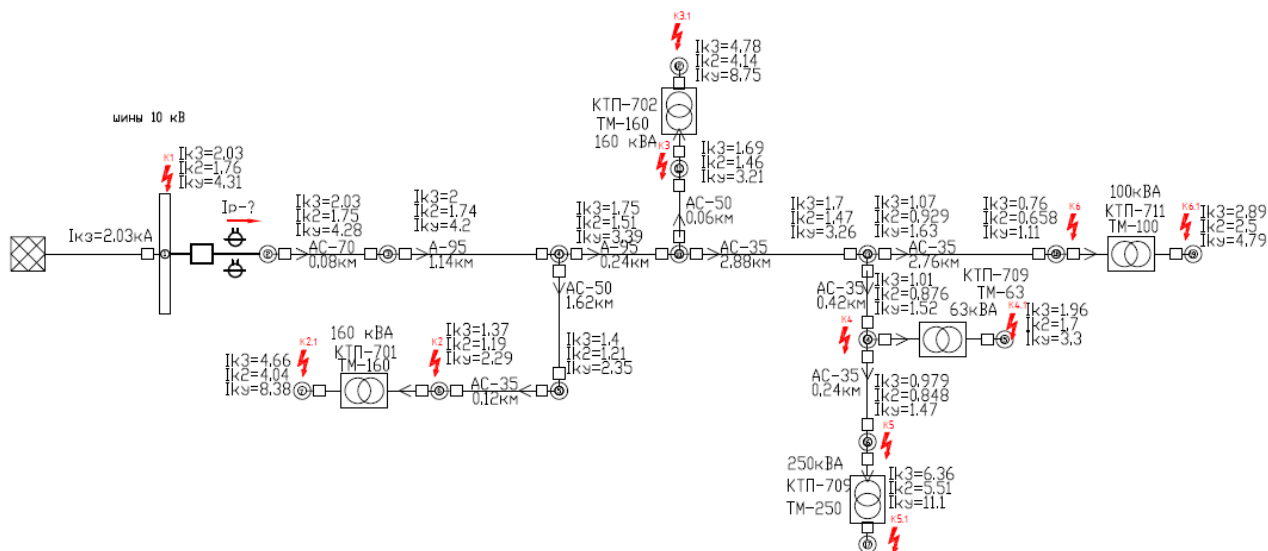 К3.1
Iк3=4.78
Iк2=4.14
Iку=8.75
КТП-702
ТМ-160
160 кВА
шины 10 кВ
К1
Iк3=2.03
Iк2=1.76
Iку=4.31
К3
Iк3=1.69
Iк2=1.46
Iку=3.21
Iр-?
Iк3=2.03
Iк2=1.75
Iку=4.28
Iк3=2
Iк2=1.74
Iку=4.2
Iк3=1.75
Iк2=1.51
Iку=3.39
АС-50
0.06км
Iк3=1.7
Iк2=1.47
Iку=3.26
Iк3=1.07
Iк2=0.929
Iку=1.63
Iк3=0.76
Iк2=0.658
Iку=1.11
К6
100кВА
КТП-711
ТМ-100
К6.1
Iк3=2.89
Iк2=2.5
Iку=4.79
Iкз=2.03кА
АС-70
0.08км
А-95
1.14км
А-95
0.24км
АС-35
2.88км
АС-35
2.76км
АС-50
1.62км
АС-35
0.42км
Iк3=1.01
Iк2=0.876
Iку=1.52
КТП-709
ТМ-63
63кВА
К4
К4.1
Iк3=1.96
Iк2=1.7
Iку=3.3
160 кВА
КТП-701
ТМ-160
К2.1
Iк3=4.66
Iк2=4.04
Iку=8.38
К2
Iк3=1.37
Iк2=1.19
Iку=2.29
АС-35
0.12км
Iк3=1.4
Iк2=1.21
Iку=2.35
АС-35
0.24км
Iк3=0.979
Iк2=0.848
Iку=1.47
К5
250кВА
КТП-709
ТМ-250
Iк3=6.36
Iк2=5.51
Iку=11.1
К5.1